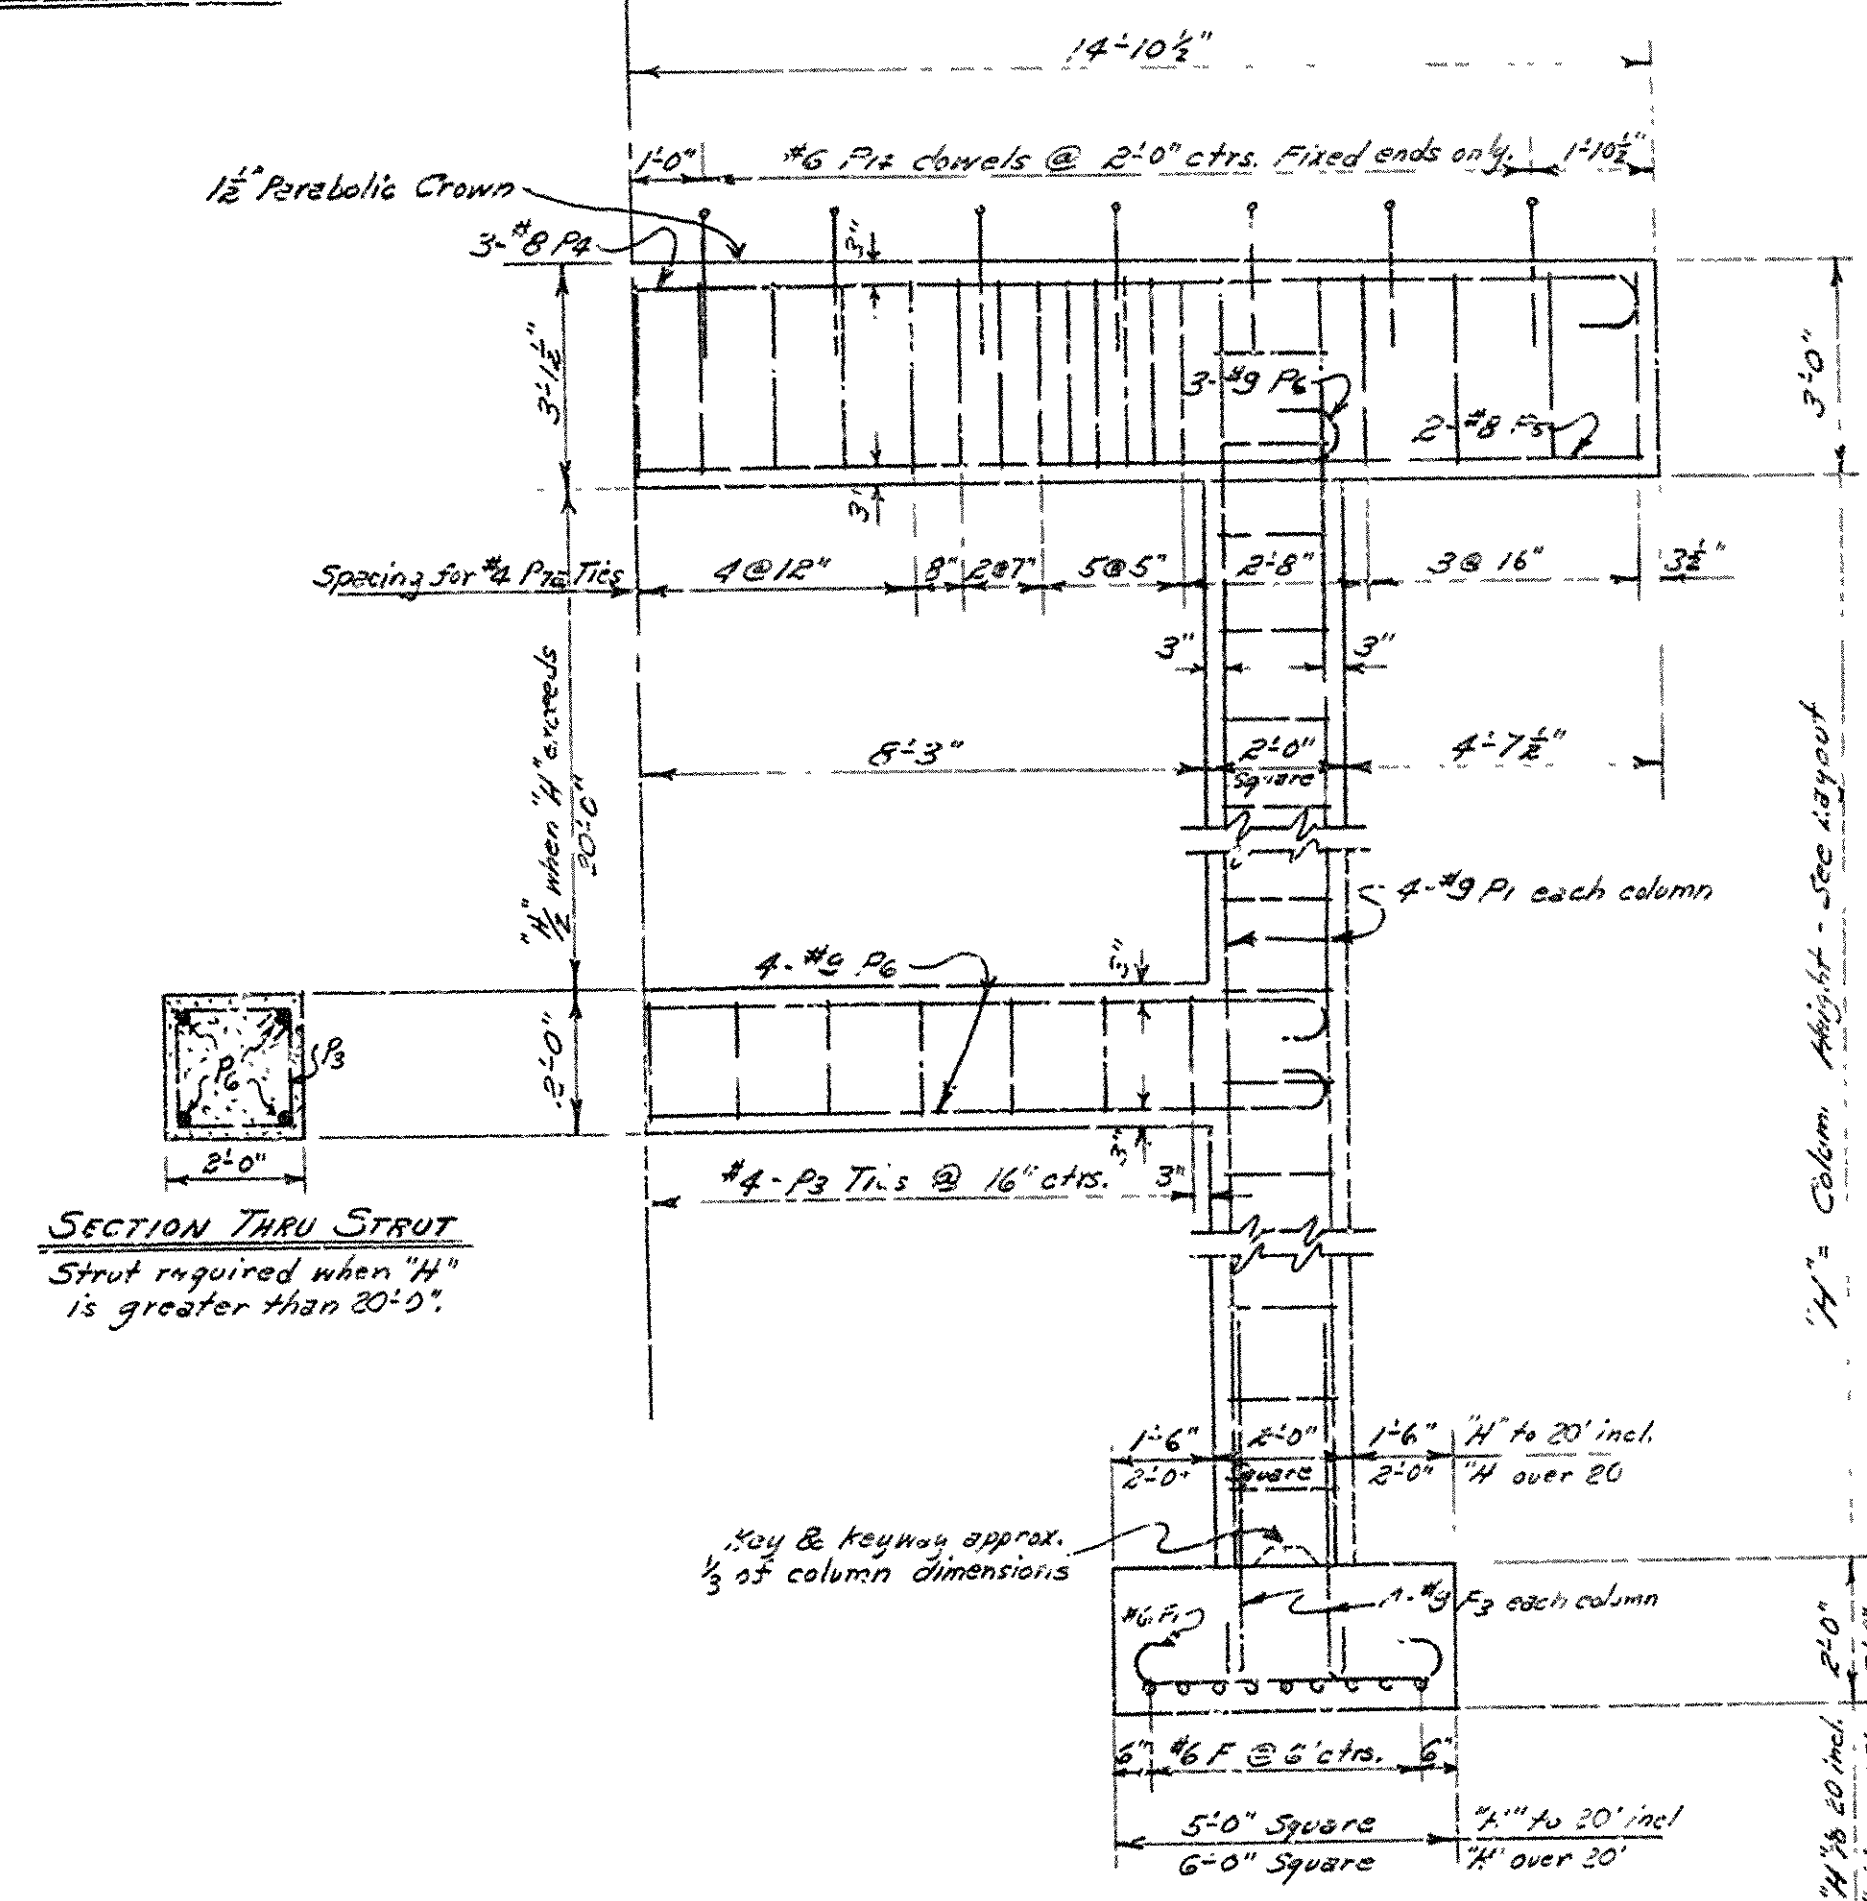 14'-10½"
1'-0"
#6 P12 dowels @ 2'-0" ctrs. Fixed ends only.
1'-10½"
1½" Parabolic Crown
3-#8 P4
3"
3'-1½"
3'-0"
3-#9 P6
2-#8 P5
3"
Spacing for #4 Ties
4@12"
8"
2@7"
5@5"
2'-8"
3@16"
3½"
3"
3"
8'-3"
2'-0"
Square
4'-7½"
"H"/2 when "H" exceeds
20'-0"
4-#9 P1 each column
4-#9 P6
3"
2'-0"
P3
P6
2'-0"
3"
#4-P3 Ties @ 16" ctrs.
3"
SECTION THRU STRUT
Strut required when "H"
is greater than 20'-0".
"H" = Column Height - See Layout
1'-6"
2'-0"
1'-6"
"H" to 20' incl.
2'-0"
Square
2'-0"
"H" over 20
Key & keyway approx.
⅓ of column dimensions
#9 F3 each column
#6 F1
2'-0"
6"
#6 F @ 6" ctrs.
6"
5'-0" Square
"H" to 20' incl
6'-0" Square
"H" over 20'
"H" to 20 incl.